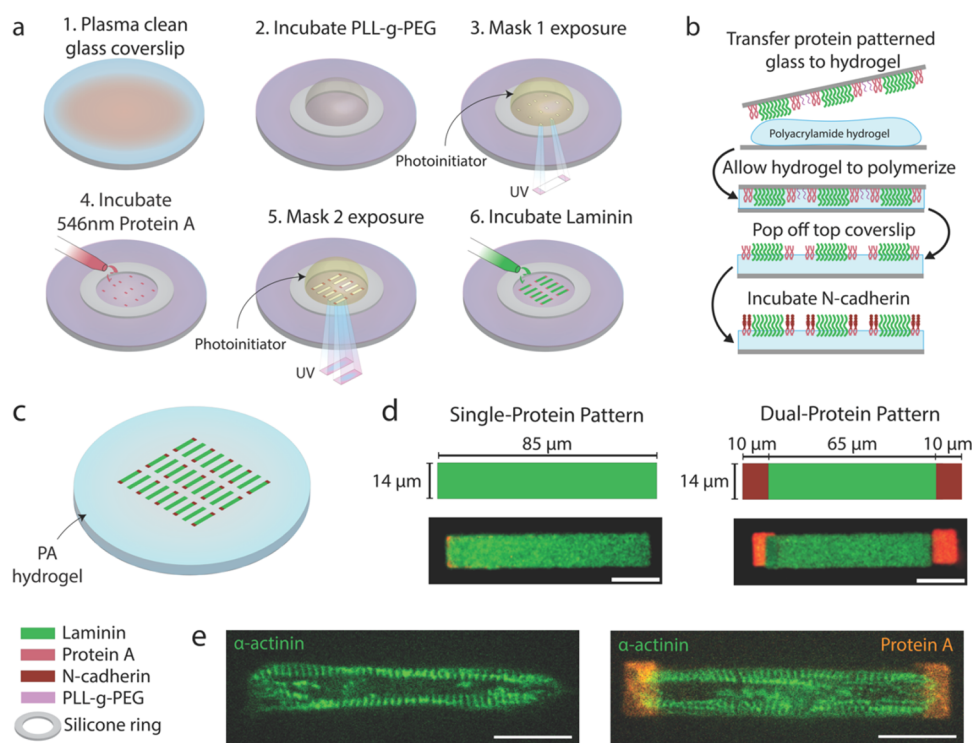 a
1. Plasma clean
glass coverslip
2. Incubate PLL-g-PEG
3. Mask 1 exposure
Photoinitiator
UV
4. Incubate
546nm Protein A
5. Mask 2 exposure
6. Incubate Laminin
Photoinitiator
UV
b
Transfer protein patterned
glass to hydrogel
Polyacrylamide hydrogel
Allow hydrogel to polymerize
Pop off top coverslip
Incubate N-cadherin
c
PA
hydrogel
d
Single-Protein Pattern
85 μm
14 μm
Dual-Protein Pattern
10 μm
65 μm
10 μm
14 μm
Laminin
Protein A
N-cadherin
PLL-g-PEG
Silicone ring
e
α-actinin
α-actinin
Protein A